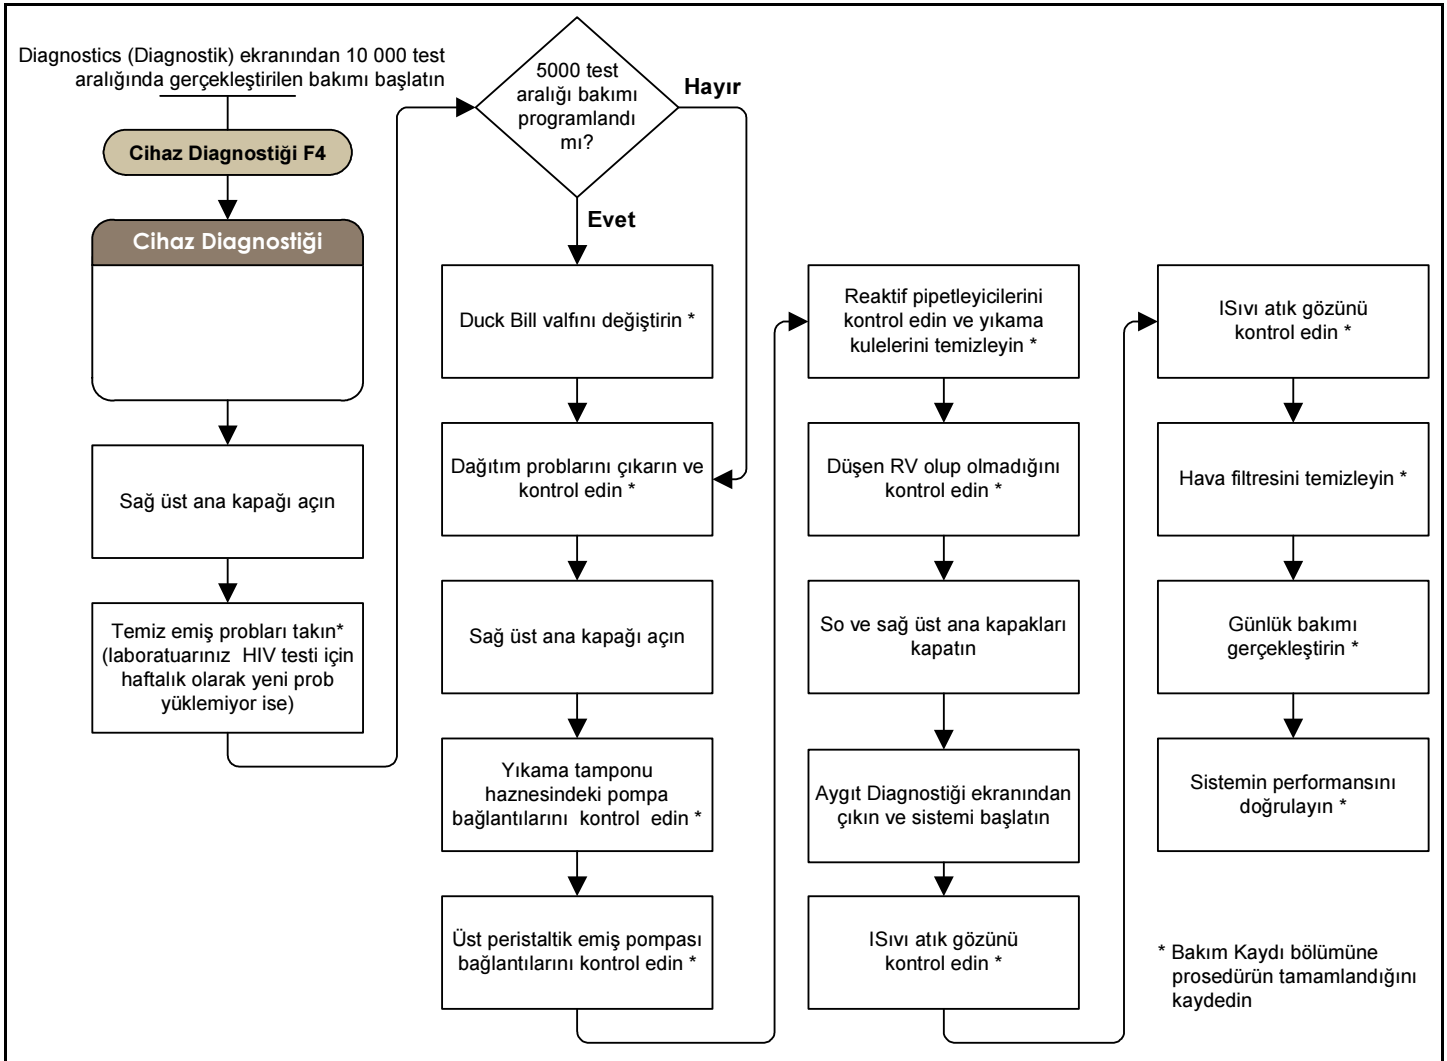 Diagnostics (Diagnostik) ekranından 10 000 test
aralığında gerçekleştirilen bakımı başlatın
Cihaz Diagnostiği F4
Cihaz Diagnostiği
Sağ üst ana kapağı açın
Temiz emiş probları takın*
(laboratuarınız HIV testi için
haftalık olarak yeni prob
yüklemiyor ise)
5000 test
aralığı bakımı
programlandı
mı?
Hayır
Evet
Duck Bill valfını değiştirin *
Dağıtım problarını çıkarın ve
kontrol edin *
Sağ üst ana kapağı açın
Yıkama tamponu
haznesindeki pompa
bağlantılarını kontrol edin *
Üst peristaltik emiş pompası
bağlantılarını kontrol edin *
Reaktif pipetleyicilerini
kontrol edin ve yıkama
kulelerini temizleyin *
Düşen RV olup olmadığını
kontrol edin *
So ve sağ üst ana kapakları
kapatın
Aygıt Diagnostiği ekranından
çıkın ve sistemi başlatın
ISıvı atık gözünü
kontrol edin *
ISıvı atık gözünü
kontrol edin *
Hava filtresini temizleyin *
Günlük bakımı
gerçekleştirin *
Sistemin performansını
doğrulayın *
* Bakım Kaydı bölümüne
prosedürün tamamlandığını
kaydedin